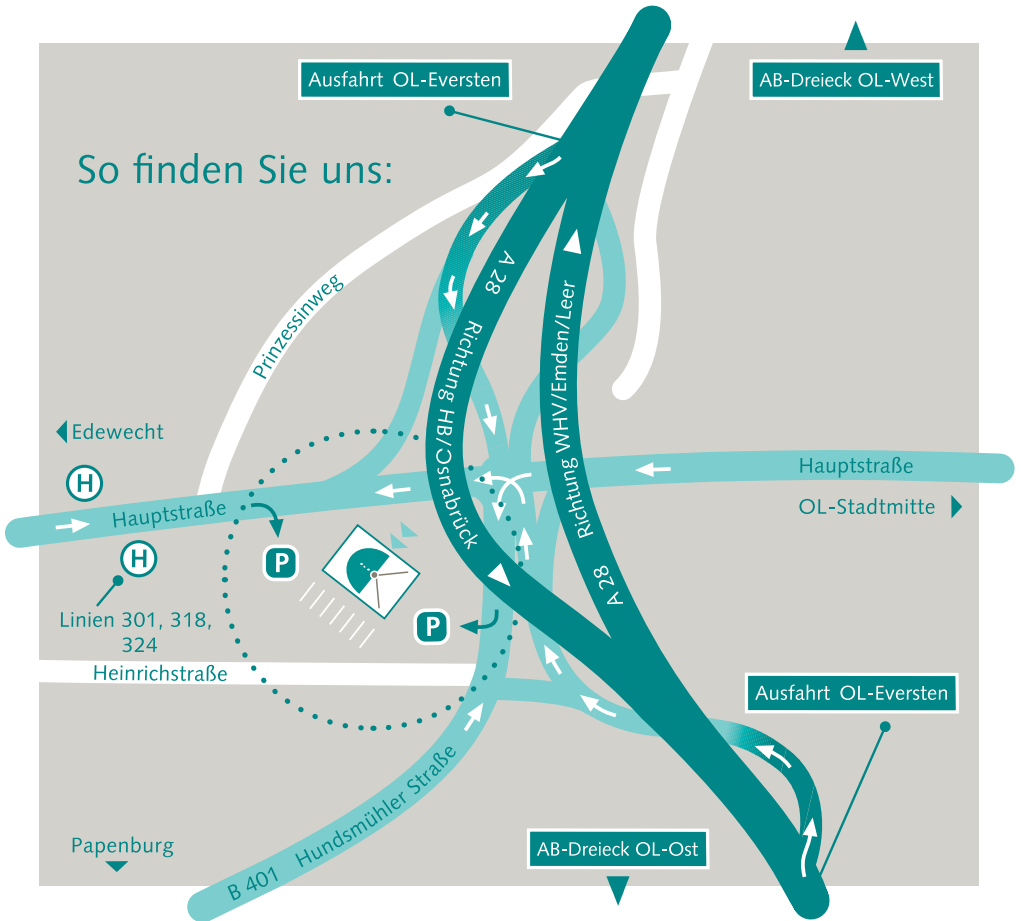 Ausfahrt OL-Eversten
AB-Dreieck OL-West
So finden Sie uns:
Prinzessinweg
A 28 Richtung HB/Osnabrück
A 28 Richtung WHV/Emden/Leer
Edewecht
H
Hauptstraße
Hauptstraße
OL-Stadtmitte
H
P
P
Linien 301, 318,
324
Heinrichstraße
Ausfahrt OL-Eversten
B 401 Hundsmühler Straße
Papenburg
AB-Dreieck OL-Ost